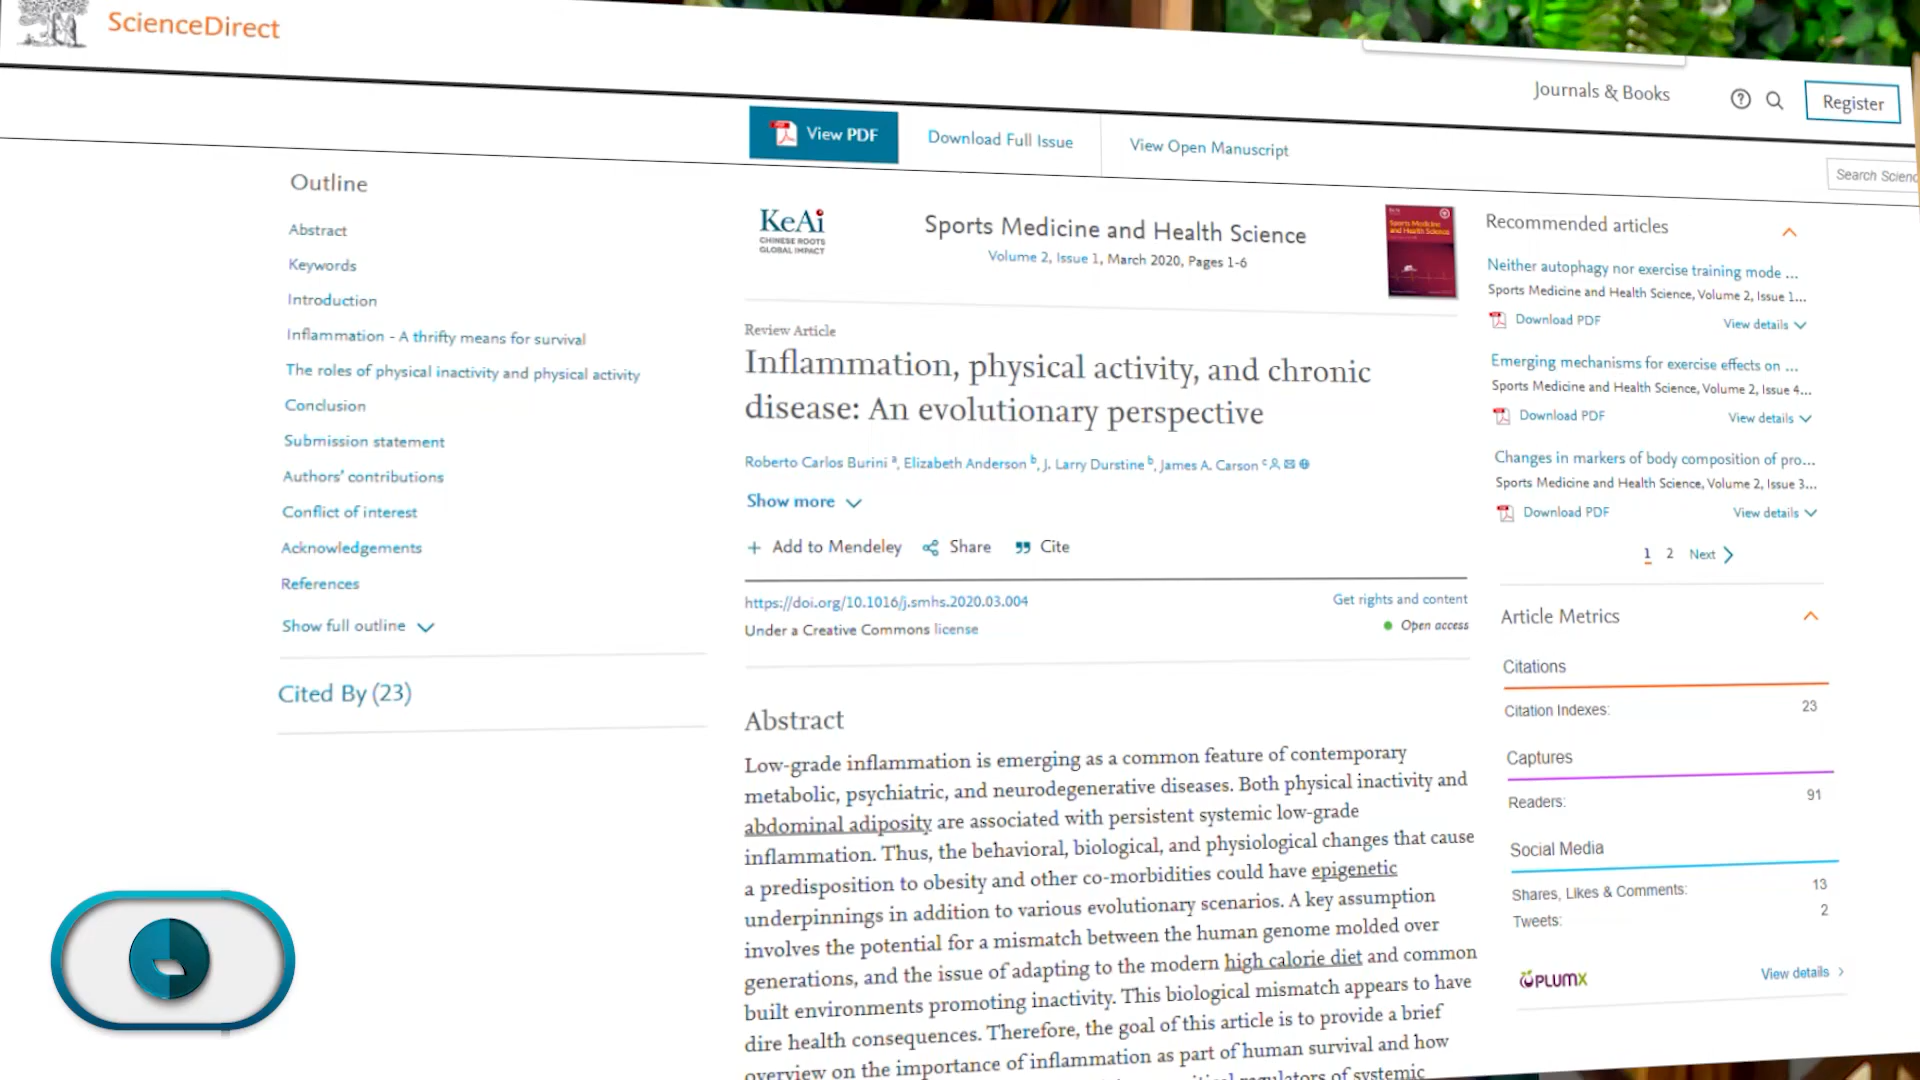 ScienceDirect
Journals & Books
Register
View PDF
Download Full Issue
View Open Manuscript
Outline
Abstract
Keywords
Introduction
Inflammation - A thrifty means for survival
The roles of physical inactivity and physical activity
Conclusion
Submission statement
Authors' contributions
Conflict of interest
Acknowledgements
References
Show full outline
Cited By (23)
KeAi
CHINESE ROOTS
GLOBAL IMPACT
Sports Medicine and Health Science
Volume 2, Issue 1, March 2020, Pages 1-6
Sports Medicine
and Health Science
Review Article
Inflammation, physical activity, and chronic
disease: An evolutionary perspective
Roberto Carlos Burini a, Elizabeth Anderson b, J. Larry Durstine b, James A. Carson c
Show more
Add to Mendeley Share Cite
https://doi.org/10.1016/j.smhs.2020.03.004
Get rights and content
Under a Creative Commons license
Open access
Abstract
Low-grade inflammation is emerging as a common feature of contemporary
metabolic, psychiatric, and neurodegenerative diseases. Both physical inactivity and
abdominal adiposity are associated with persistent systemic low-grade
inflammation. Thus, the behavioral, biological, and physiological changes that cause
a predisposition to obesity and other co-morbidities could have epigenetic
underpinnings in addition to various evolutionary scenarios. A key assumption
involves the potential for a mismatch between the human genome molded over
generations, and the issue of adapting to the modern high calorie diet and common
built environments promoting inactivity. This biological mismatch appears to have
dire health consequences. Therefore, the goal of this article is to provide a brief
overview on the importance of inflammation as part of human survival and how
regulators of systemic
Search Scienc
Recommended articles
Neither autophagy nor exercise training mode ...
Sports Medicine and Health Science, Volume 2, Issue 1...
Download PDF View details
Emerging mechanisms for exercise effects on ...
Sports Medicine and Health Science, Volume 2, Issue 4...
Download PDF View details
Changes in markers of body composition of pro...
Sports Medicine and Health Science, Volume 2, Issue 3...
Download PDF View details
1 2 Next
Article Metrics
Citations
Citation Indexes: 23
Captures
Readers: 91
Social Media
Shares, Likes & Comments: 13
Tweets: 2
PLUMX
View details